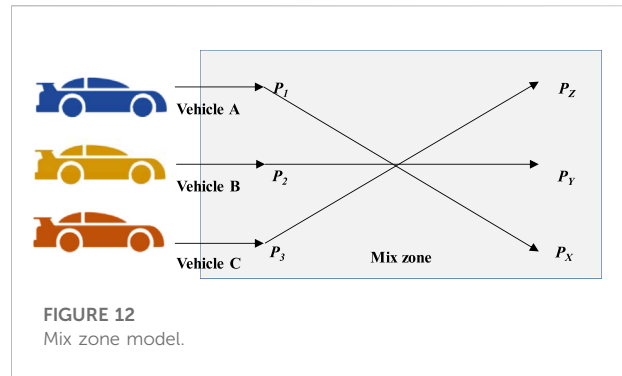 P1 PZ
Vehicle A
P2 PY
Vehicle B
P3 Mix zone PX
Vehicle C
FIGURE 12
Mix zone model.